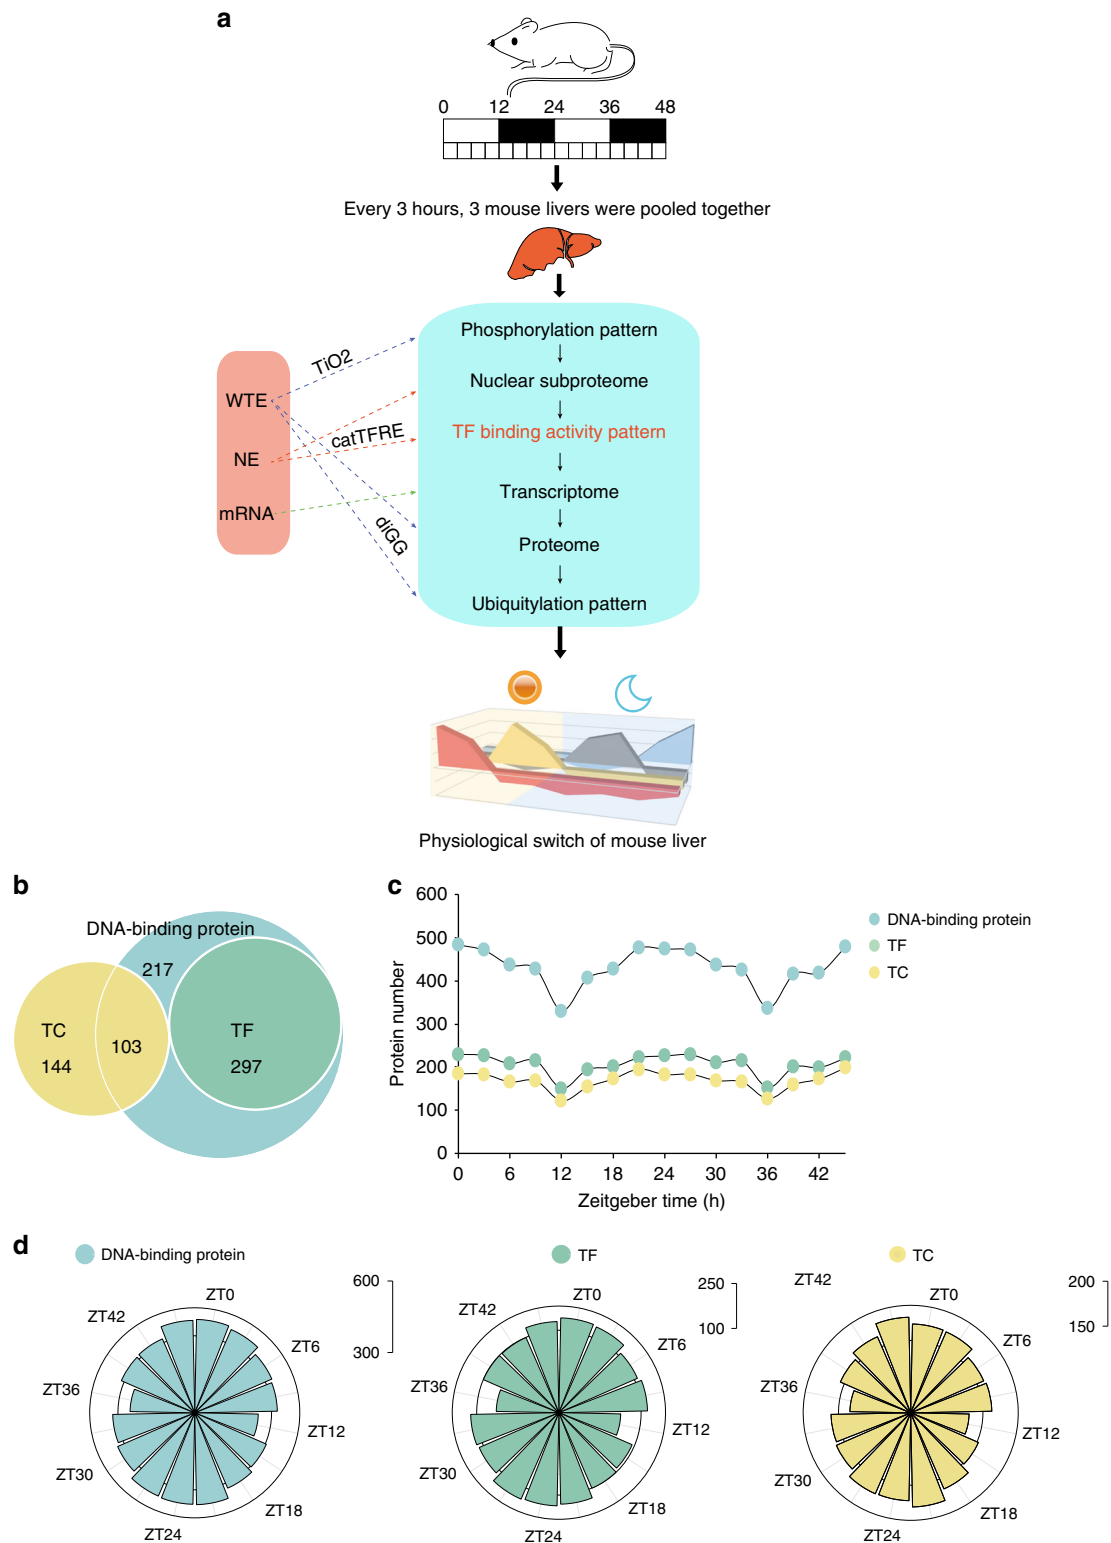 a
0 12 24 36 48
Every 3 hours, 3 mouse livers were pooled together
Phosphorylation pattern
TiO2
Nuclear subproteome
WTE
catTFRE
TF binding activity pattern
NE
Transcriptome
mRNA
diGG
Proteome
Ubiquitylation pattern
Physiological switch of mouse liver
b
DNA-binding protein
217
TC
103
TF
144
297
c
600
500
400
300
200
100
0
Protein number
0 6 12 18 24 30 36 42
Zeitgeber time (h)
DNA-binding protein
TF
TC
d
DNA-binding protein
ZT0
ZT6
ZT12
ZT18
ZT24
ZT30
ZT36
ZT42
600
300
TF
ZT0
ZT6
ZT12
ZT18
ZT24
ZT30
ZT36
ZT42
250
100
TC
ZT0
ZT6
ZT12
ZT18
ZT24
ZT30
ZT36
ZT42
200
150